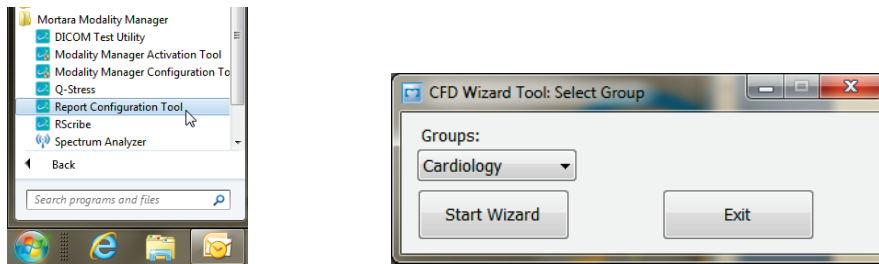 Mortara Modality Manager
DICOM Test Utility
Modality Manager Activation Tool
Modality Manager Configuration To
Q-Stress
Report Configuration Tool
RScribe
Spectrum Analyzer
Back
Search programs and files
CFD Wizard Tool: Select Group
Groups:
Cardiology
Start Wizard
Exit